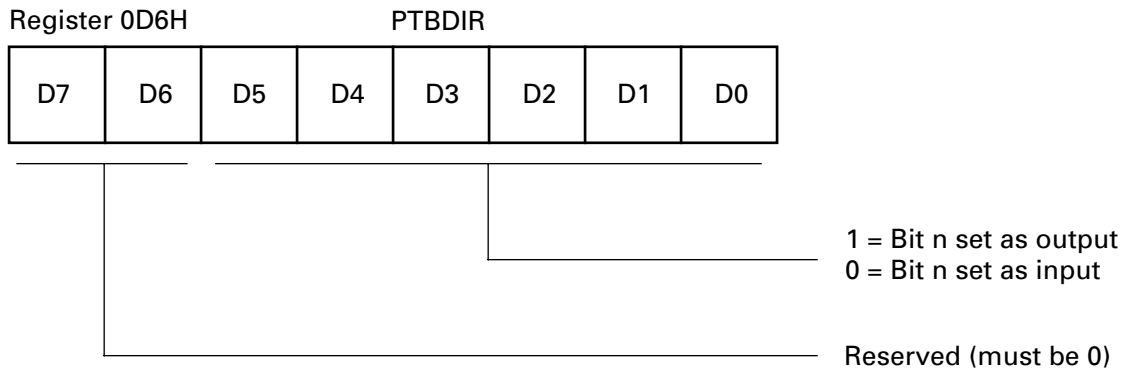 Register 0D6H PTBDIR
D7 D6 D5 D4 D3 D2 D1 D0
1 = Bit n set as output
0 = Bit n set as input
Reserved (must be 0)